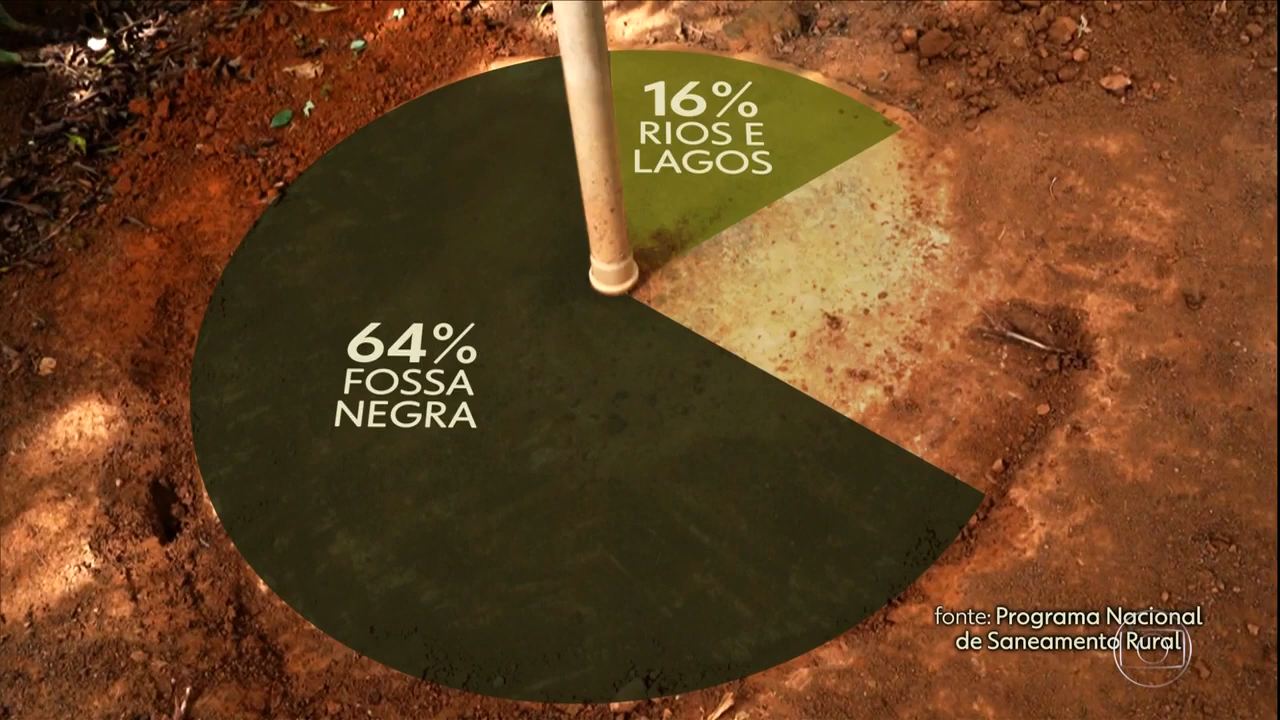 16%
RIOS E
LAGOS
64%
FOSSA
NEGRA
fonte: Programa Nacional
de Saneamento Rural